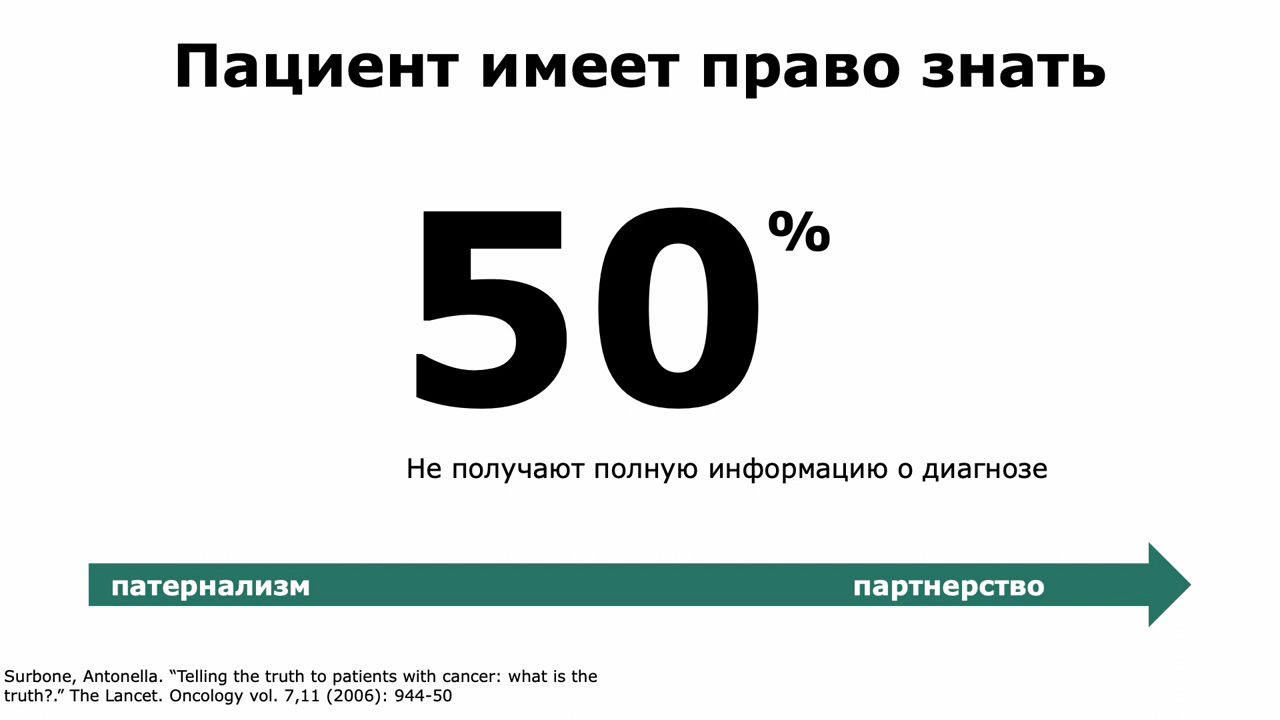 Пациент имеет право знать
50%
Не получают полную информацию о диагнозе
патернализм партнерство
Surbone, Antonella. “Telling the truth to patients with cancer: what is the
truth?.” The Lancet. Oncology vol. 7,11 (2006): 944-50